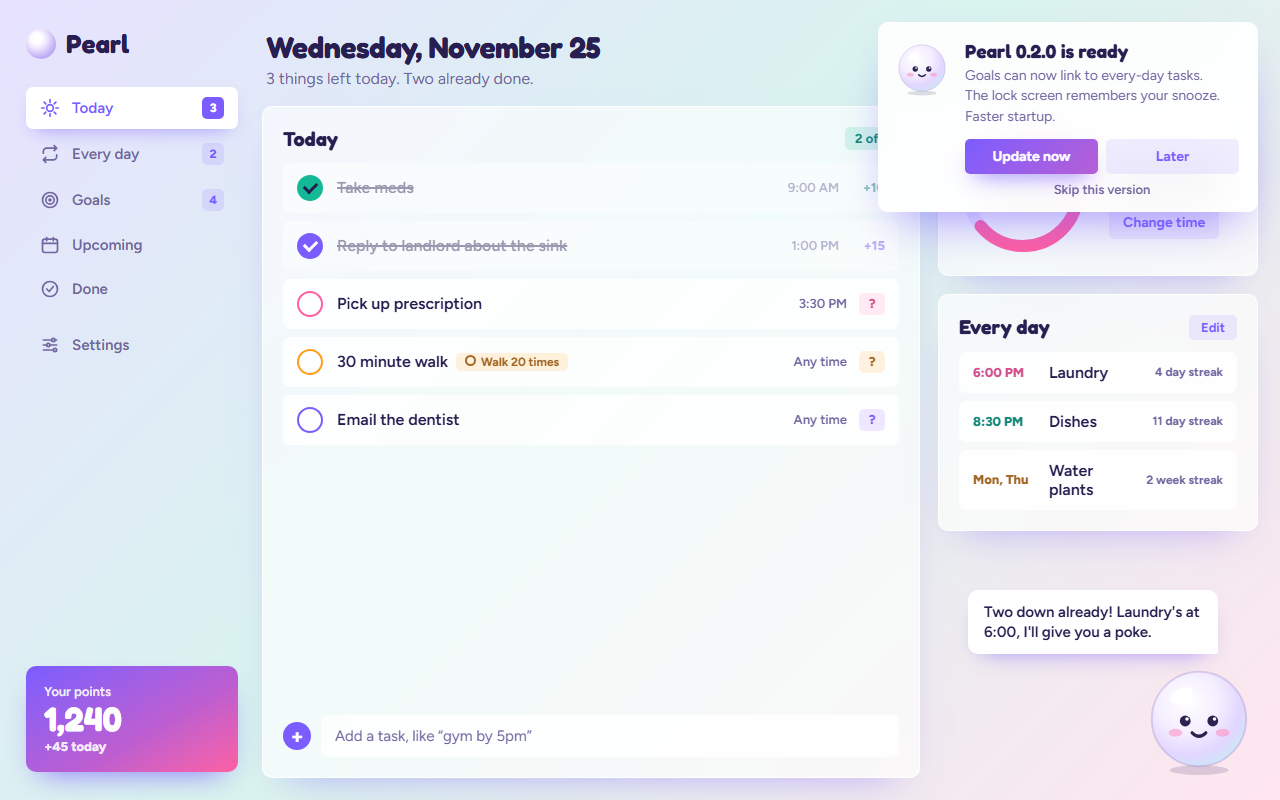 Pearl
Today 3
Every day 2
Goals 4
Upcoming
Done
Settings
Your points
1,240
+45 today
Wednesday, November 25
3 things left today. Two already done.
Today
2 of
Take meds 9:00 AM
Reply to landlord about the sink 1:00 PM +15
Pick up prescription 3:30 PM ?
30 minute walk Walk 20 times Any time ?
Email the dentist Any time ?
+ Add a task, like “gym by 5pm”
Pearl 0.2.0 is ready
Goals can now link to every-day tasks.
The lock screen remembers your snooze.
Faster startup.
Update now Later
Skip this version
Change time
Every day Edit
6:00 PM Laundry 4 day streak
8:30 PM Dishes 11 day streak
Mon, Thu Water plants 2 week streak
Two down already! Laundry's at
6:00, I'll give you a poke.